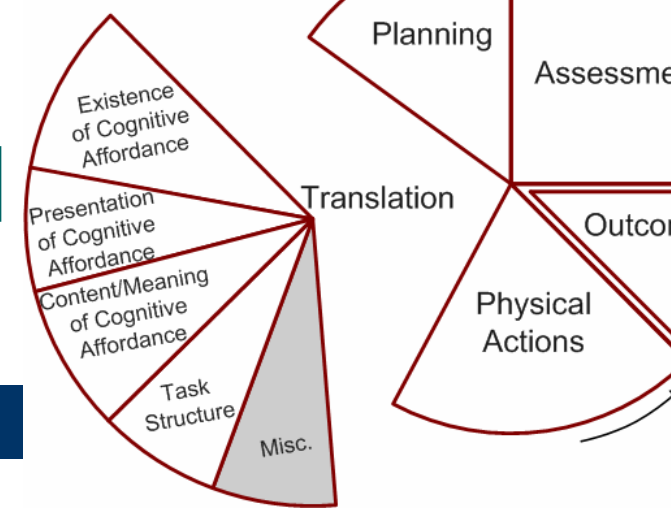 Planning
Assessme
Existence
of Cognitive
Affordance
Translation
Presentation
of Cognitive
Affordance
Outcor
Content/Meaning
of Cognitive
Affordance
Physical
Actions
Task
Structure
Misc.